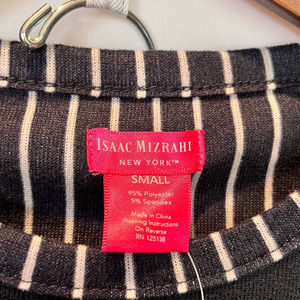 ISAAC MIZRAHI
NEW YORK™
SMALL
95% Polyester
5% Spandex
Made in China
Washing Instructions
On Reverse
RN 125138